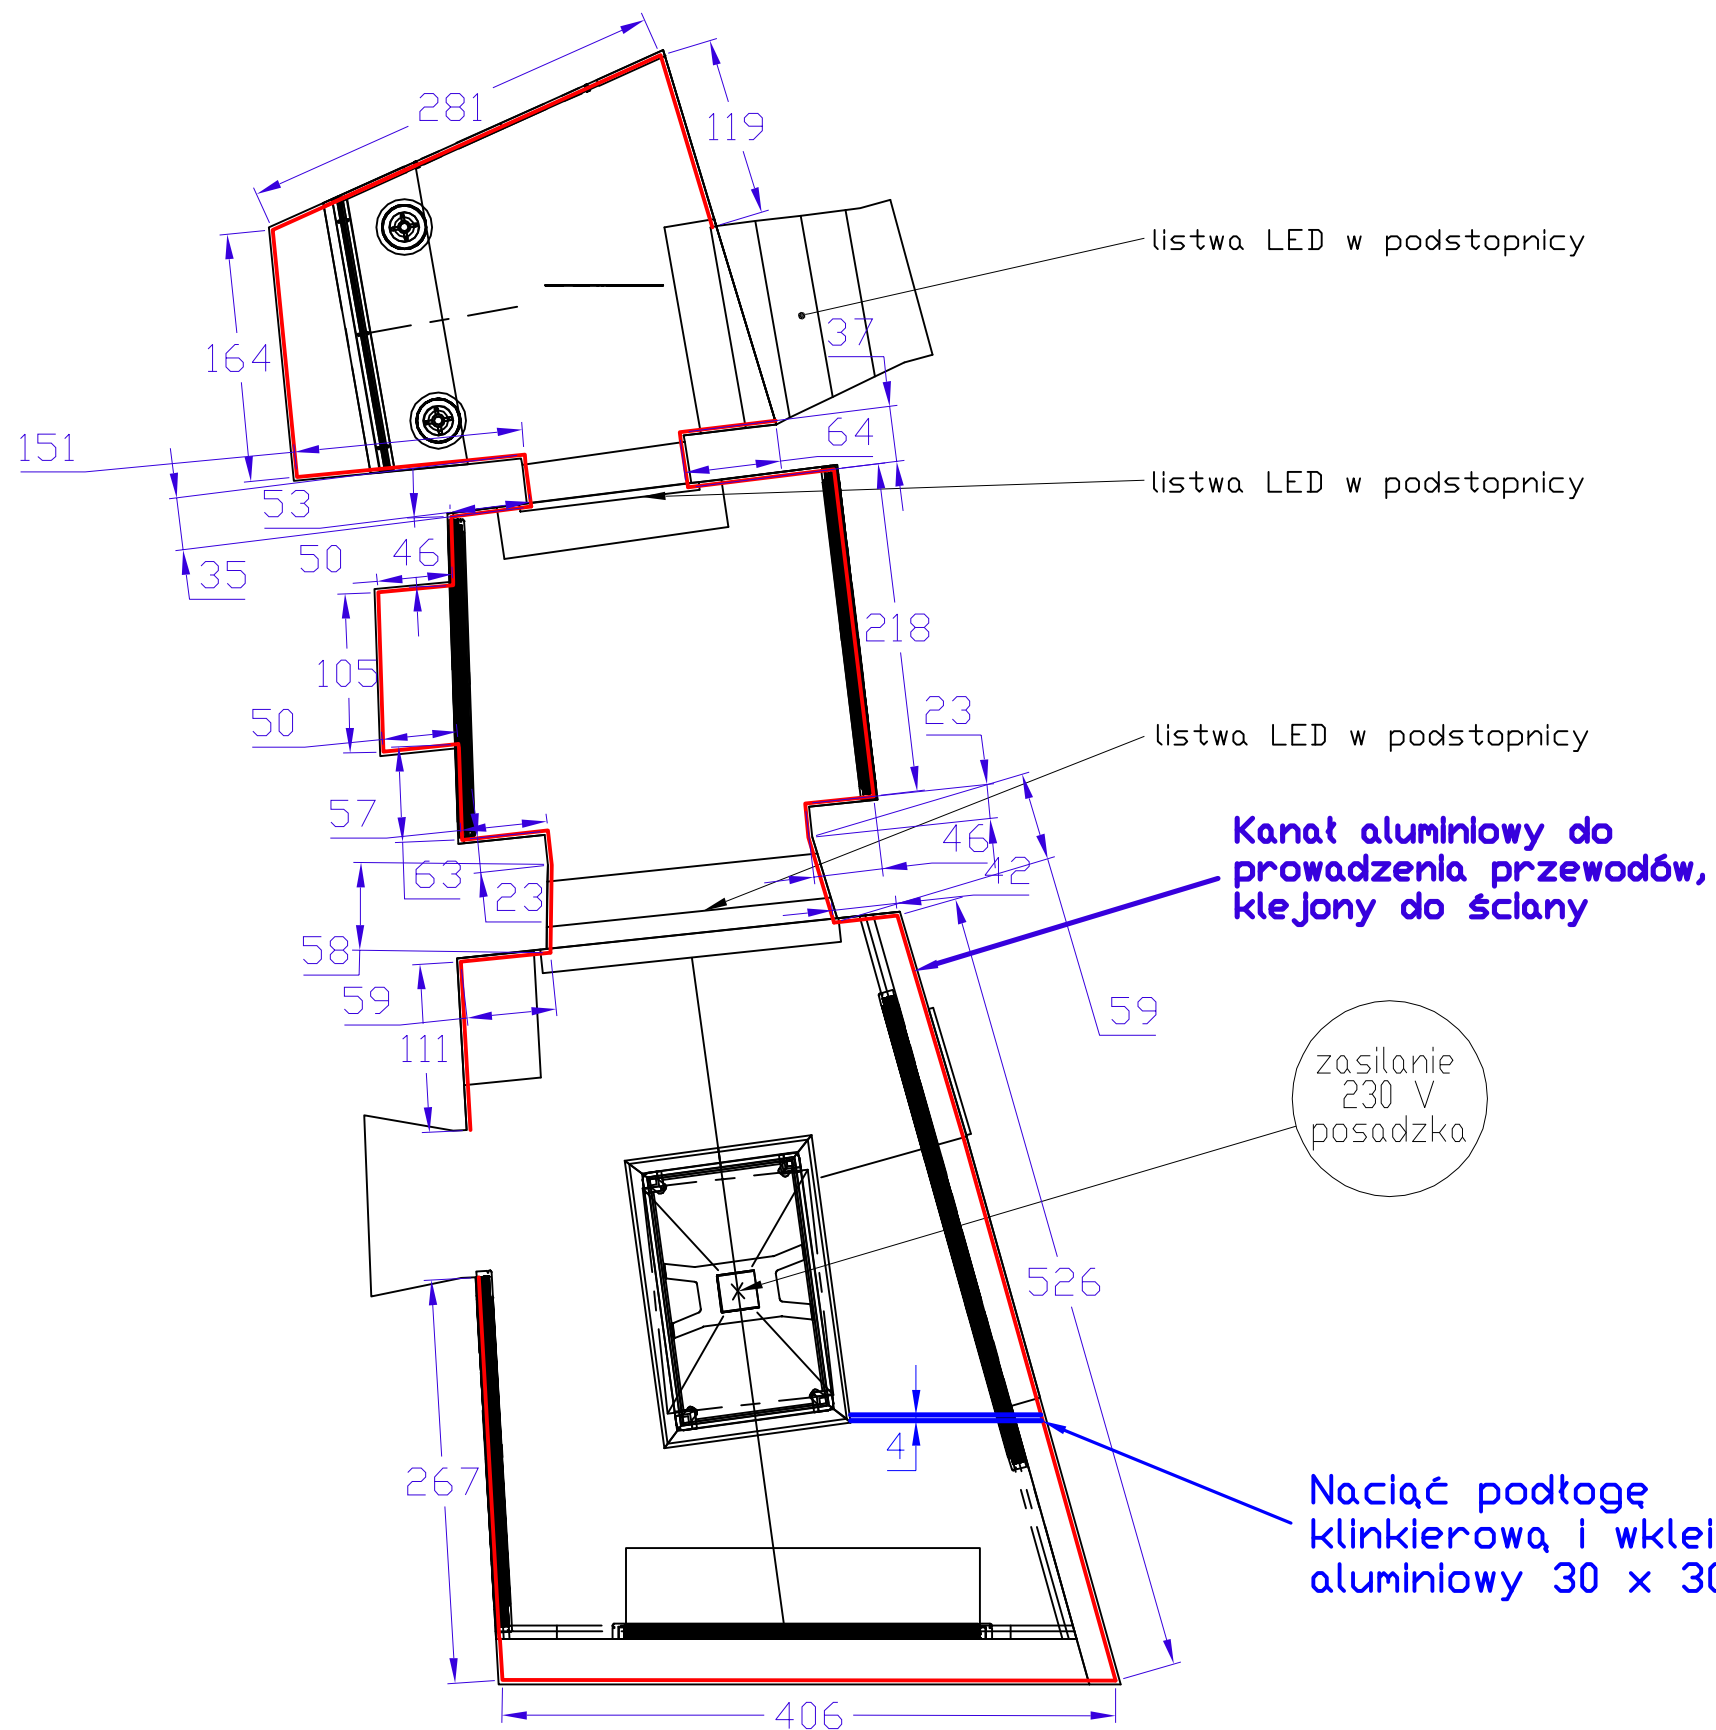 281
119
listwa LED w podstopnicy
37
164
151
64
53
listwa LED w podstopnicy
50
46
35
218
105
23
50
listwa LED w podstopnicy
57
46
Kanał aluminiowy do
prowadzenia przewodów,
klejony do ściany
63
42
23
58
59
59
111
zasilanie
230 V
posadzka
526
4
267
Naciąć podłogę
klinkierową i wklei
aluminiowy 30 x 30
406